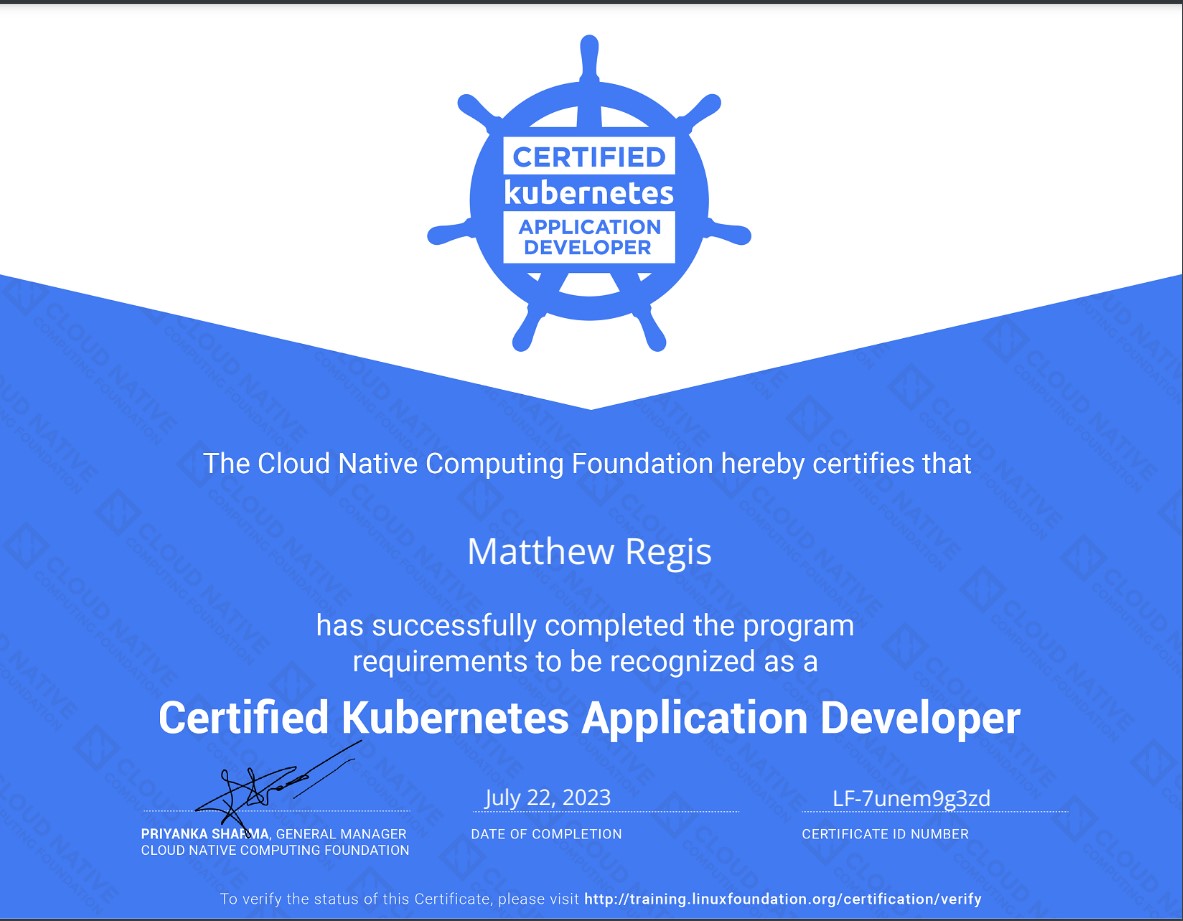 CERTIFIED
kubernetes
APPLICATION
DEVELOPER
The Cloud Native Computing Foundation hereby certifies that
Matthew Regis
has successfully completed the program
requirements to be recognized as a
Certified Kubernetes Application Developer
July 22, 2023
LF-7unem9g3zd
PRIYANKA SHARMA, GENERAL MANAGER
CLOUD NATIVE COMPUTING FOUNDATION
DATE OF COMPLETION
CERTIFICATE ID NUMBER
To verify the status of this Certificate, please visit http://training.linuxfoundation.org/certification/verify